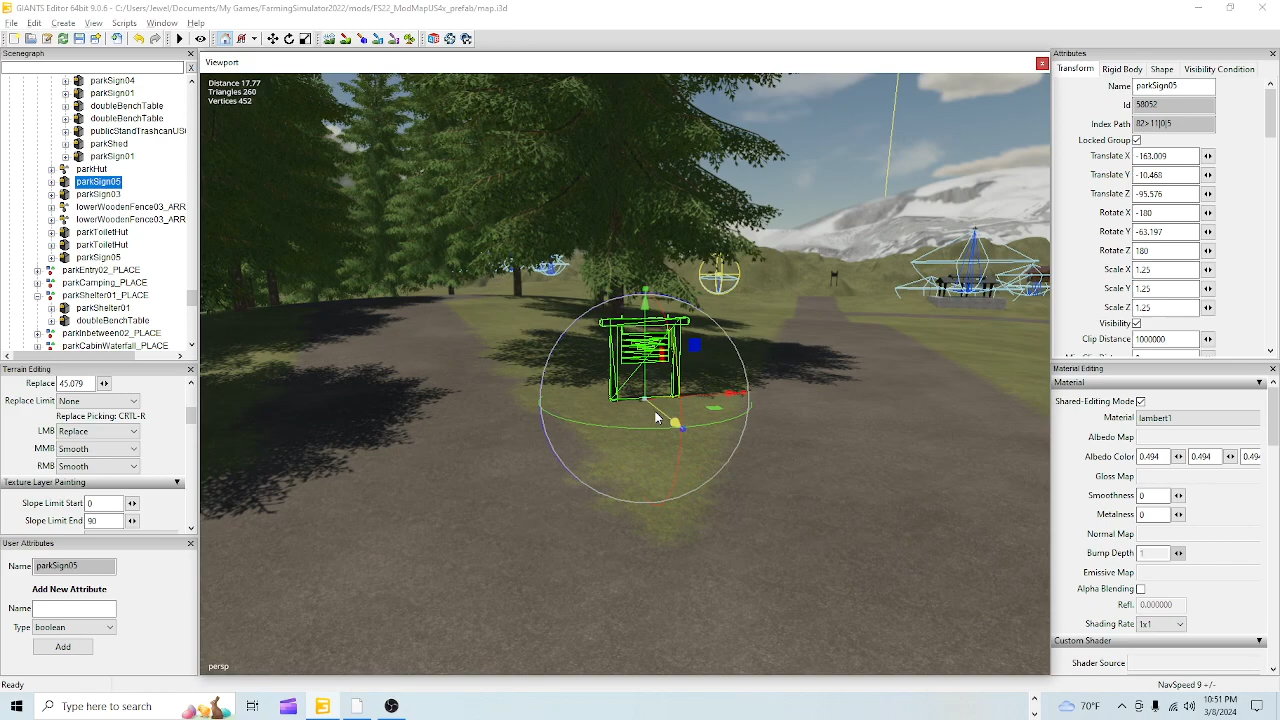 GIANTS Editor 64bit 9.0.6 - C:/Users/Jewel/Documents/My Games/FarmingSimulator2022/mods/FS22_ModMapUS4x_prefab/map.i3d
File Edit Create View Scripts Window Help
Scenegraph
X
parkSign04
parkSign01
doubleBenchTable
publicStandTrashcanUS
parkShed
parkSign01
parkHut
parkSign05
parkSign03
lowerWoodenFence03_ARR
lowerWoodenFence03_ARR
parkToiletHut
parkToiletHut
parkSign05
parkEntry02_PLACE
parkCamping_PLACE
parkShelter01_PLACE
parkShelter01
doubleBenchTable
parkInbetween02_PLACE
parkCabinWaterfall_PLACE
Terrain Editing
Replace 45.079
Replace Limit None
Replace Picking: CRTL-R
LMB Replace
MMB Smooth
RMB Smooth
Texture Layer Painting
Slope Limit Start 0
Slope Limit End 90
User Attributes
Name parkSign05
Add New Attribute
Name
Type boolean
Add
Ready
Viewport
Distance 17.77
Triangles 260
Vertices 452
persp
Attributes
Transform Rigid Body Shape Visibility Condition
Name parkSign05
Id 58052
Index Path 82>11|0|5
Locked Group
Translate X -163.009
Translate Y -10.468
Translate Z -95.576
Rotate X -180
Rotate Y -63.197
Rotate Z 180
Scale X 1.25
Scale Y 1.25
Scale Z 1.25
Visibility
Clip Distance 1000000
Material Editing
Material
Shared-Editing Mode
Material lambert1
Albedo Map
Albedo Color 0.494 0.494 0.494
Gloss Map
Smoothness 0
Metalness 0
Normal Map
Bump Depth 1
Emissive Map
Alpha Blending
Refl. 0.000000
Shading Rate 1x1
Custom Shader
Shader Source
NavSpeed 9 +/-
Type here to search
70°F
10:51 PM
3/8/2024